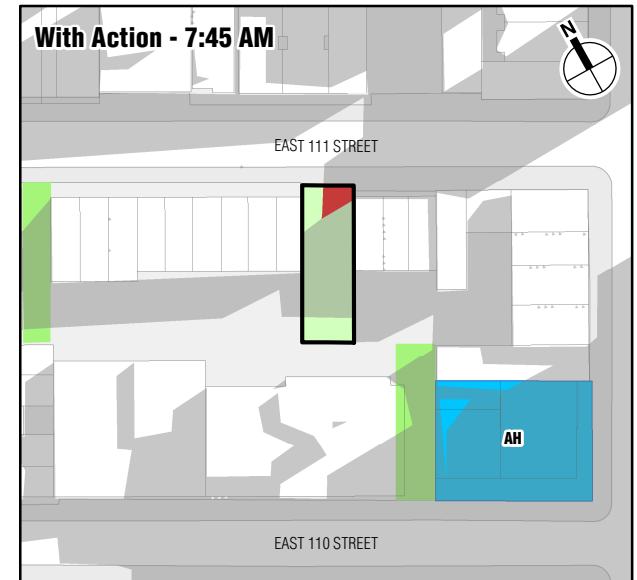 With Action - 7:45 AM
N
EAST 111 STREET
AH
EAST 110 STREET